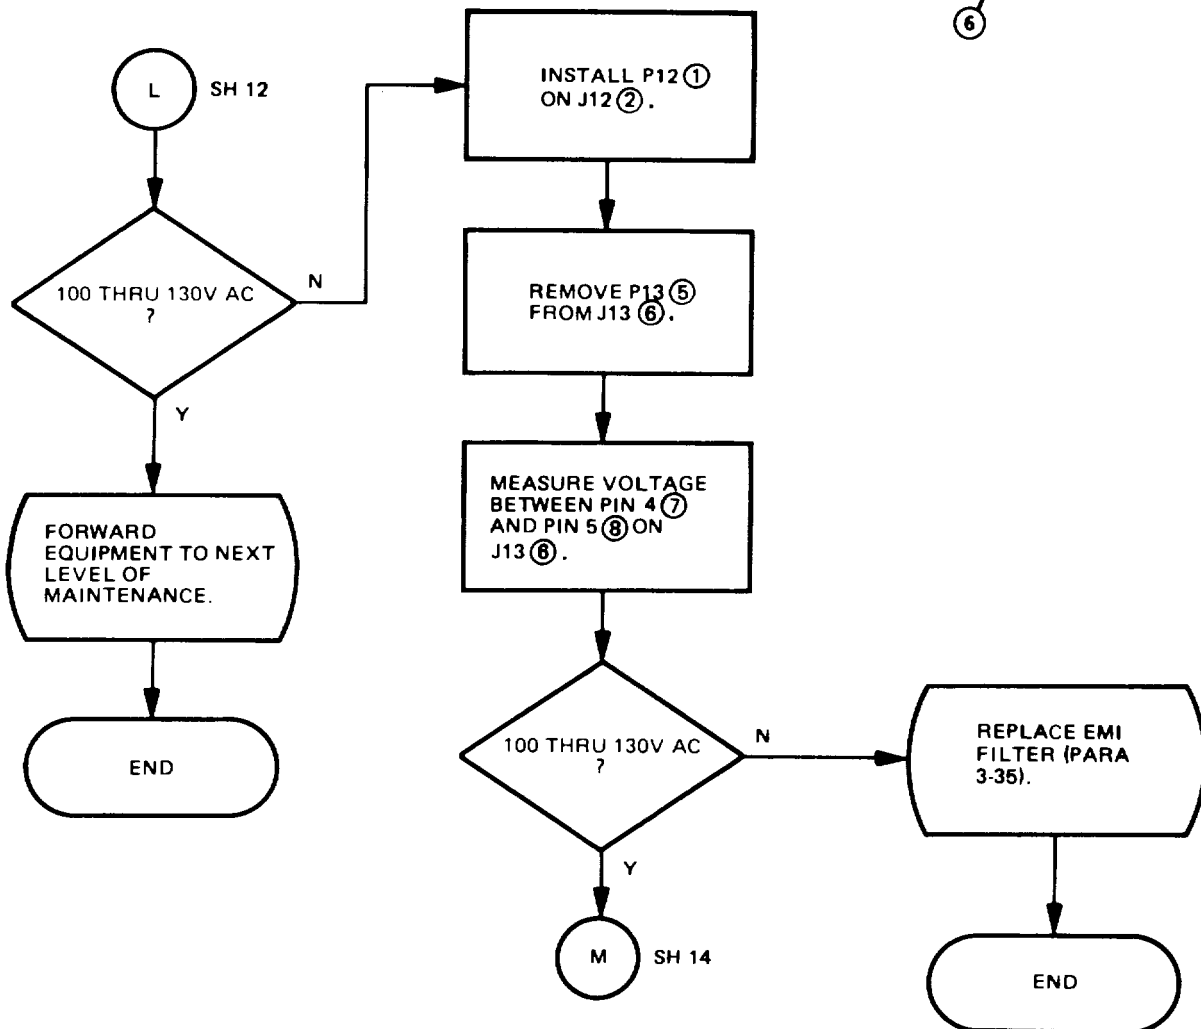 6
L SH 12
100 THRU 130V AC
?
N
Y
FORWARD
EQUIPMENT TO NEXT
LEVEL OF
MAINTENANCE.
END
INSTALL P12 1
ON J12 2 .
REMOVE P13 5
FROM J13 6 .
MEASURE VOLTAGE
BETWEEN PIN 4 7
AND PIN 5 8 ON
J13 6 .
100 THRU 130V AC
?
N
Y
M SH 14
REPLACE EMI
FILTER (PARA
3-35).
END